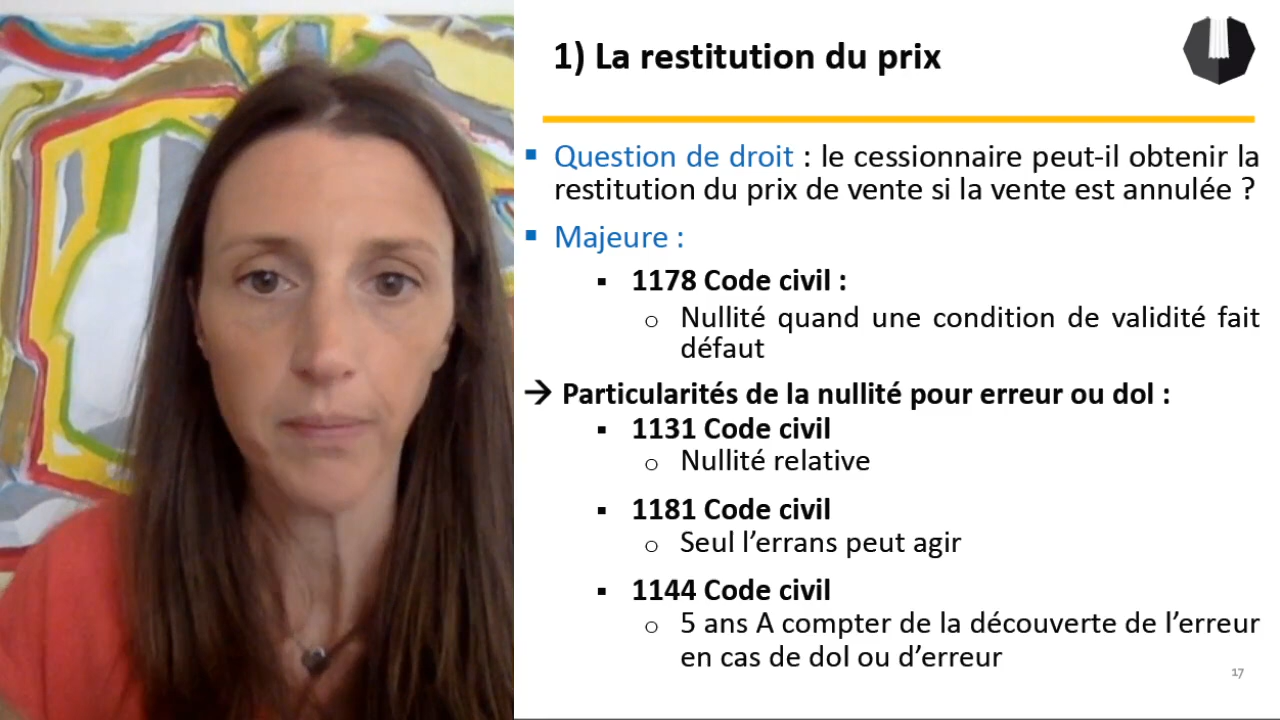 1) La restitution du prix
▪ Question de droit : le cessionnaire peut-il obtenir la
restitution du prix de vente si la vente est annulée ?
▪ Majeure :
▪ 1178 Code civil :
o Nullité quand une condition de validité fait
défaut
→ Particularités de la nullité pour erreur ou dol :
▪ 1131 Code civil
o Nullité relative
▪ 1181 Code civil
o Seul l’errans peut agir
▪ 1144 Code civil
o 5 ans A compter de la découverte de l’erreur
en cas de dol ou d’erreur
17